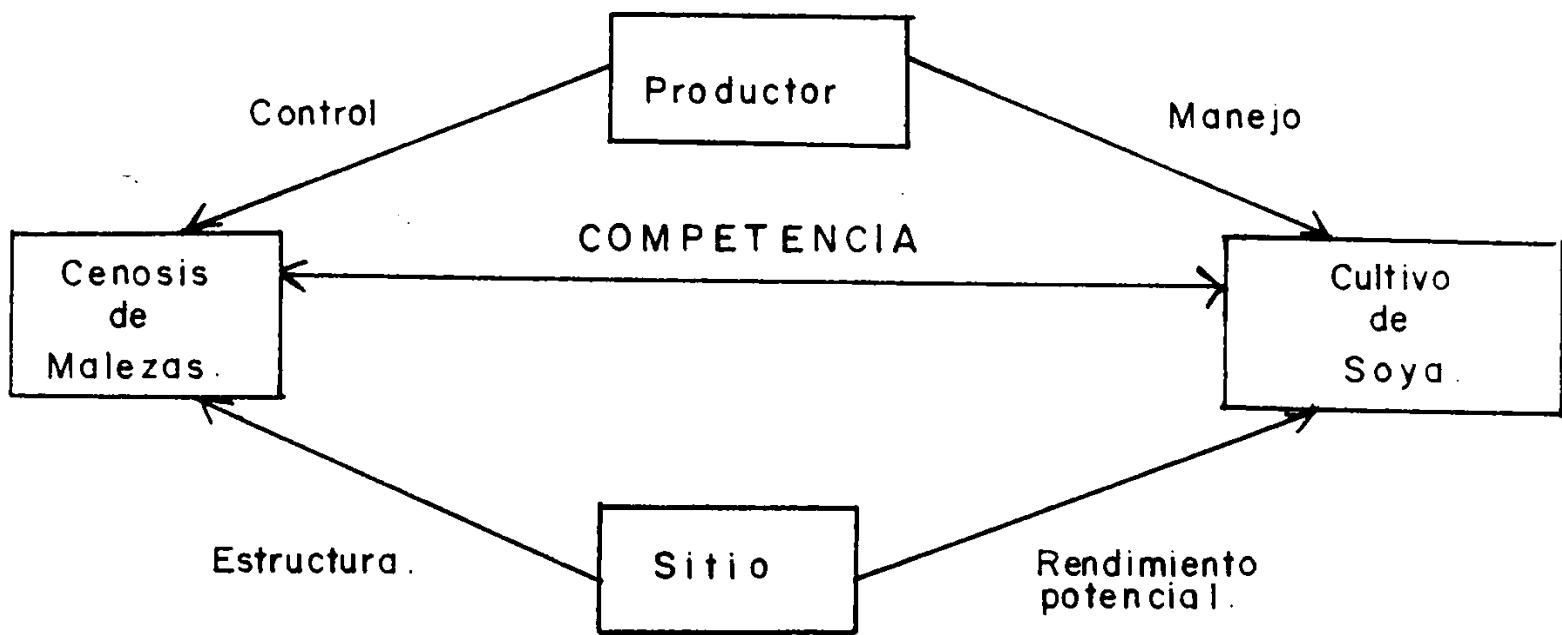 Productor
Control
Manejo
COMPETENCIA
Cenosis
de
Malezas.
Cultivo
de
Soya.
Estructura.
Sitio
Rendimiento
potencial.